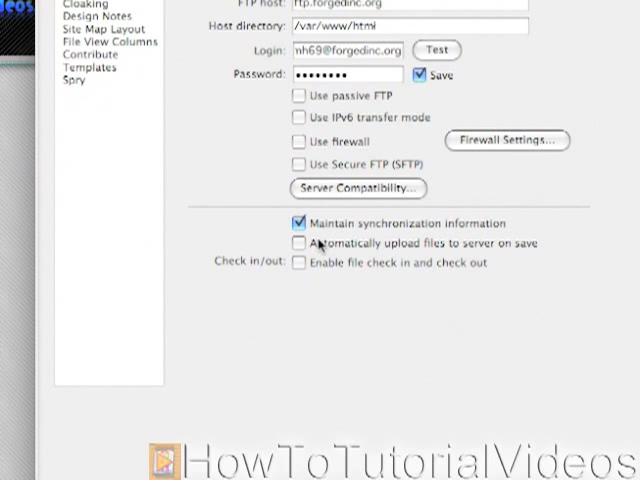 Cloaking
Design Notes
Site Map Layout
File View Columns
Contribute
Templates
Spry
FTP host: ftp.forgedinc.org
Host directory: /var/www/html
Login: nh69@forgedinc.org Test
Password: •••••••• Save
Use passive FTP
Use IPv6 transfer mode
Use firewall Firewall Settings...
Use Secure FTP (SFTP)
Server Compatibility...
Maintain synchronization information
Automatically upload files to server on save
Check in/out: Enable file check in and check out
HowToTutorialVideos